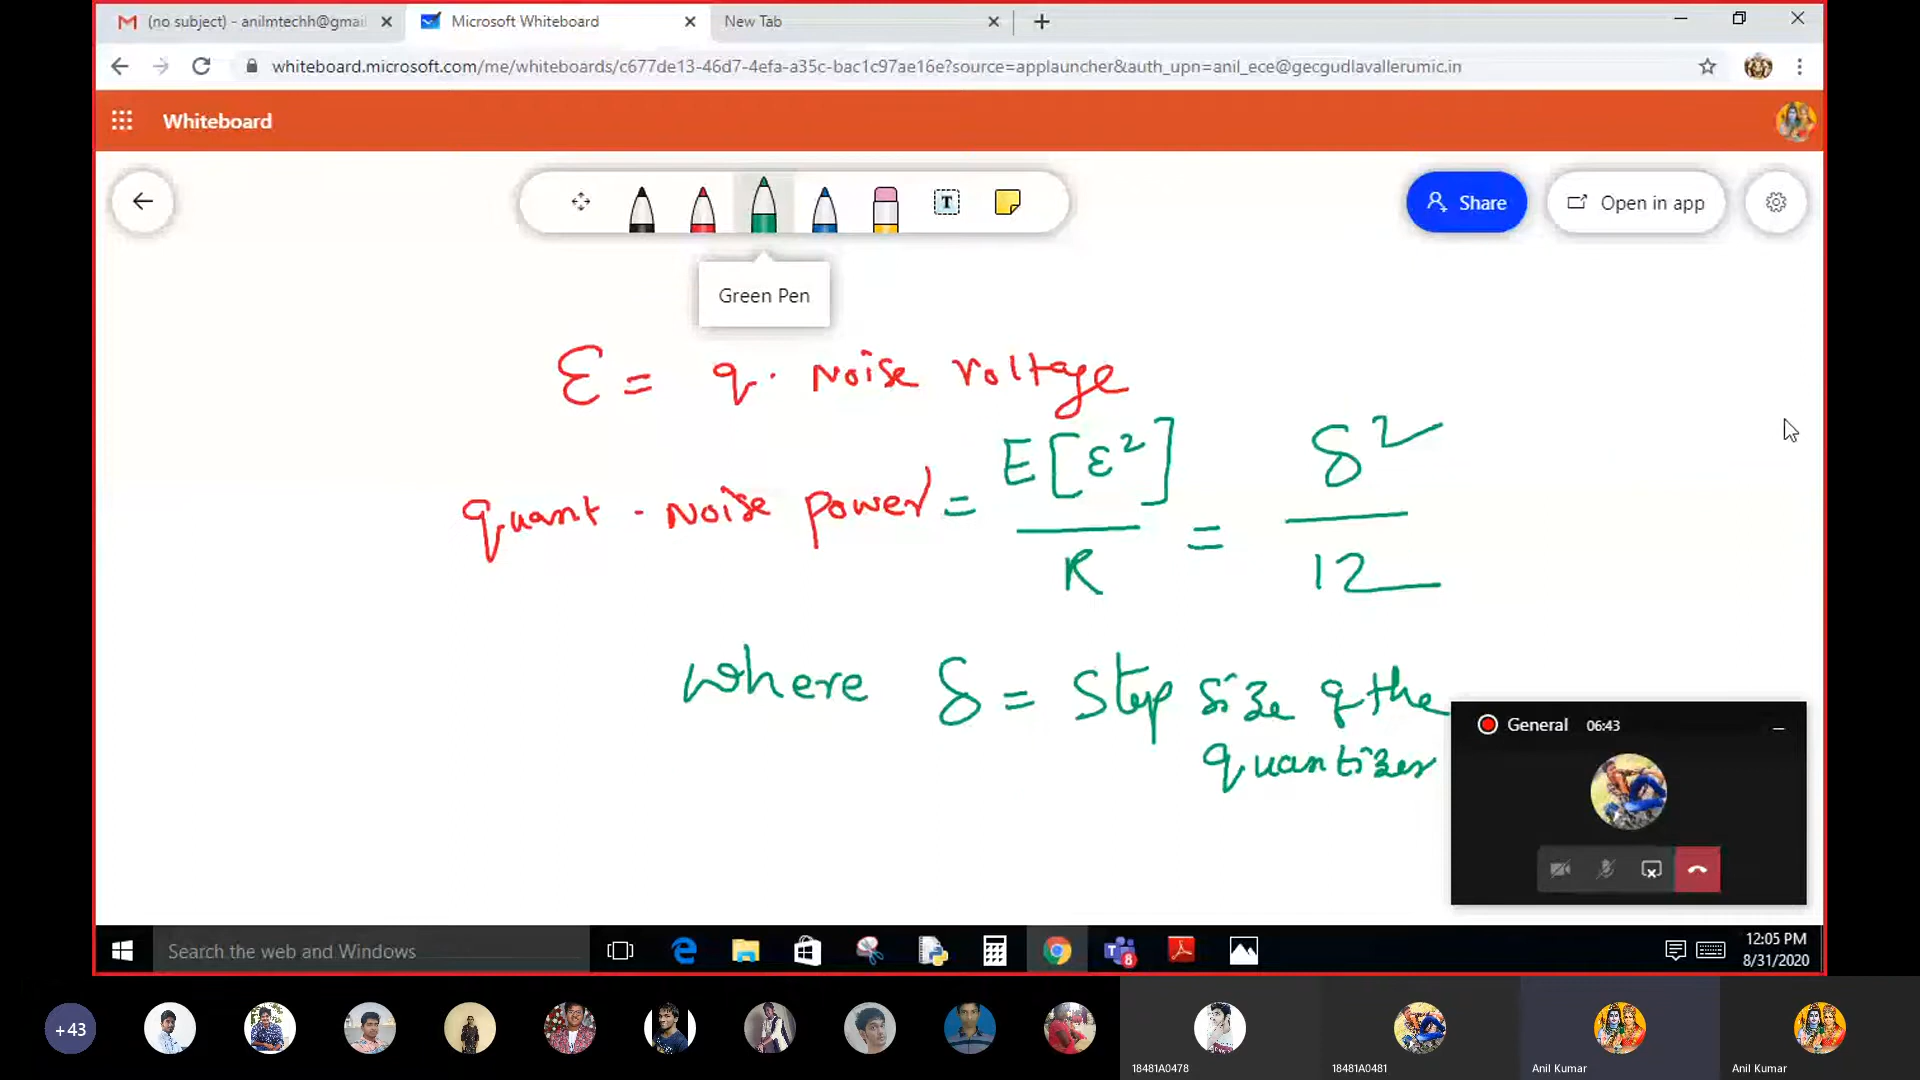 (no subject) - anilmtechh@gmai
Microsoft Whiteboard
New Tab
whiteboard.microsoft.com/me/whiteboards/c677de13-46d7-4efa-a35c-bac1c97ae16e?source=applauncher&auth_upn=anil_ece@gecgudlavallerumic.in
Whiteboard
T
Share
Open in app
Green Pen
ε = q. Noise voltage
quant. Noise power = E[ε²] / R = δ² / 12
where δ = Step size of the
quantizer
General 06:43
Search the web and Windows
8
12:05 PM
8/31/2020
+43
18481A0478
18481A0481
Anil Kumar
Anil Kumar